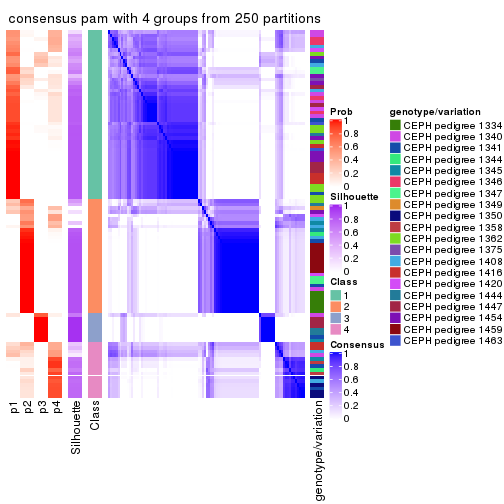 consensus pam with 4 groups from 250 partitions
Prob
1
0.8
0.6
0.4
0.2
0
Silhouette
1
0.8
0.6
0.4
0.2
0
Class
1
2
3
4
Consensus
1
0.8
0.6
0.4
0.2
0
genotype/variation
CEPH pedigree 1334
CEPH pedigree 1340
CEPH pedigree 1341
CEPH pedigree 1344
CEPH pedigree 1345
CEPH pedigree 1346
CEPH pedigree 1347
CEPH pedigree 1349
CEPH pedigree 1350
CEPH pedigree 1358
CEPH pedigree 1362
CEPH pedigree 1375
CEPH pedigree 1408
CEPH pedigree 1416
CEPH pedigree 1420
CEPH pedigree 1444
CEPH pedigree 1447
CEPH pedigree 1454
CEPH pedigree 1459
CEPH pedigree 1463
p1
p2
p3
p4
Silhouette
Class
genotype/variation